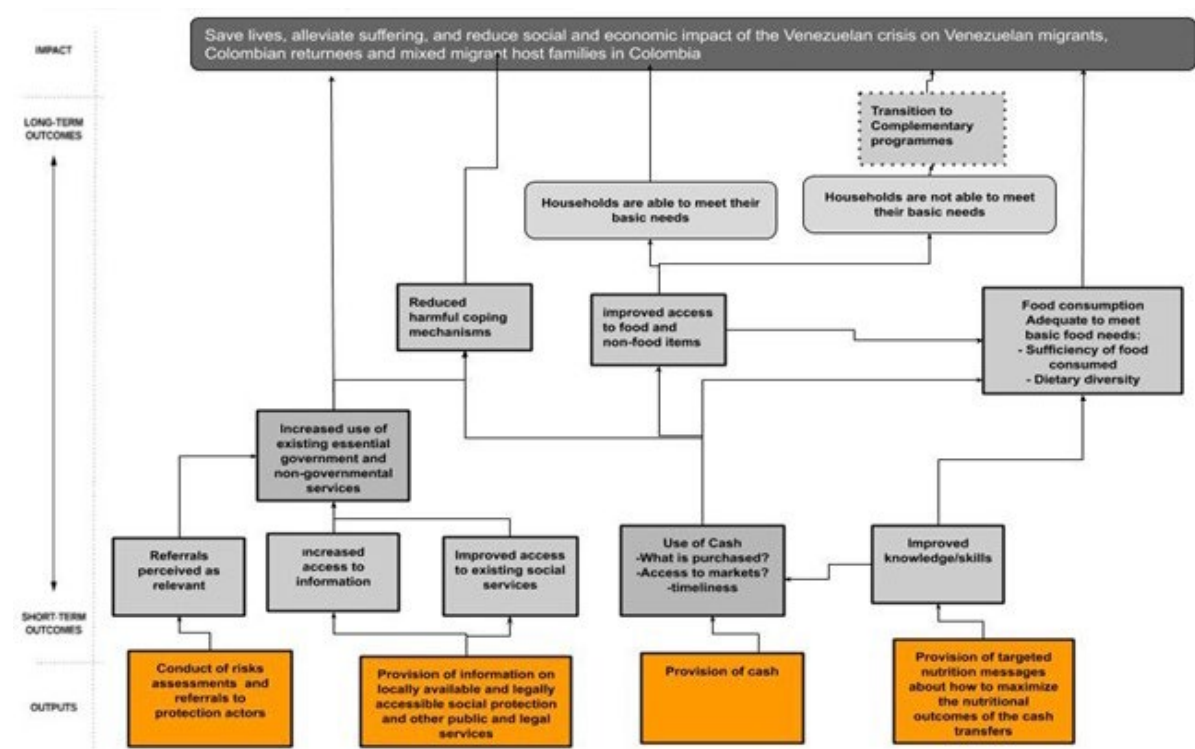 IMPACT
Save lives, alleviate suffering, and reduce social and economic impact of the Venezuelan crisis on Venezuelan migrants,
Colombian returnees and mixed migrant host families in Colombia
LONG-TERM
OUTCOMES
Transition to
Complementary
programmes
Households are able to meet their
basic needs
Households are not able to meet
their basic needs
Reduced
harmful coping
mechanisms
improved access
to food and
non-food items
Food consumption
Adequate to meet
basic food needs:
- Sufficiency of food
consumed
- Dietary diversity
Increased use of
existing essential
government and
non-governmental
services
Referrals
perceived as
relevant
increased
access to
information
Improved access
to existing social
services
Use of Cash
-What is purchased?
-Access to markets?
-timeliness
Improved
knowledge/skills
SHORT-TERM
OUTCOMES
OUTPUTS
Conduct of risks
assessments and
referrals to
protection actors
Provision of information on
locally available and legally
accessible social protection
and other public and legal
services
Provision of cash
Provision of targeted
nutrition messages
about how to maximize
the nutritional
outcomes of the cash
transfers